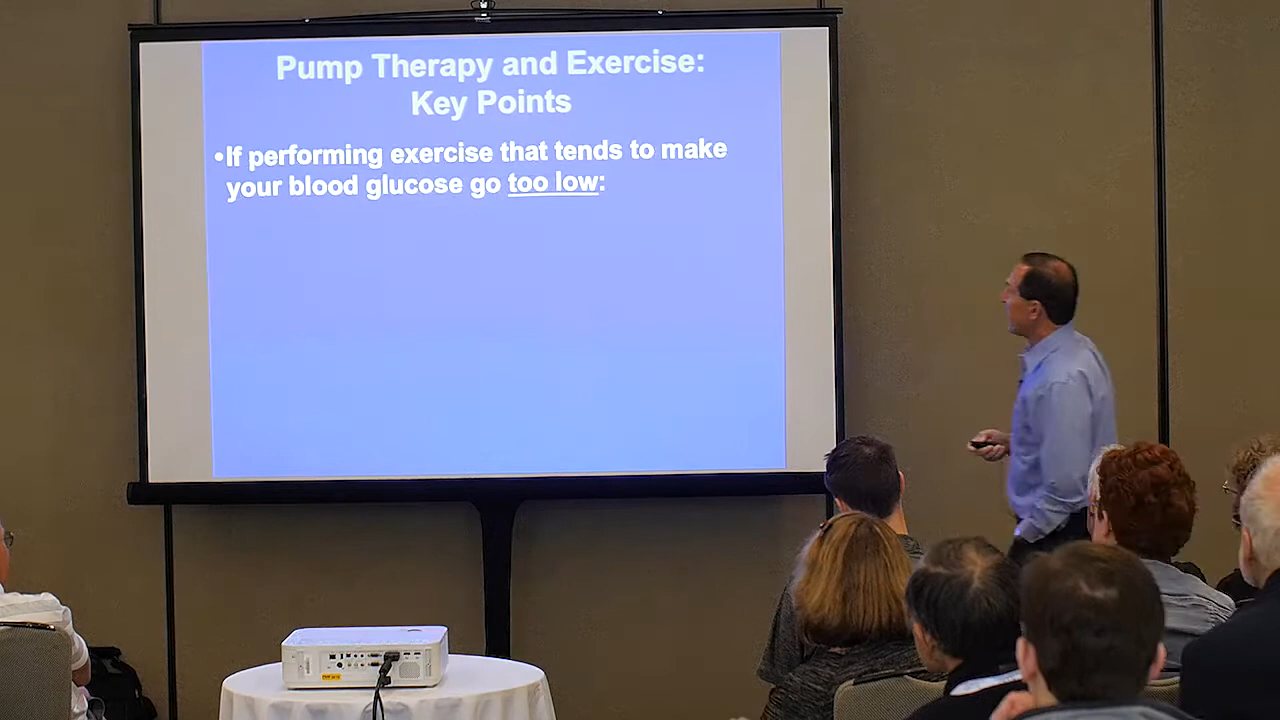 Pump Therapy and Exercise:
Key Points
•If performing exercise that tends to make
your blood glucose go too low: